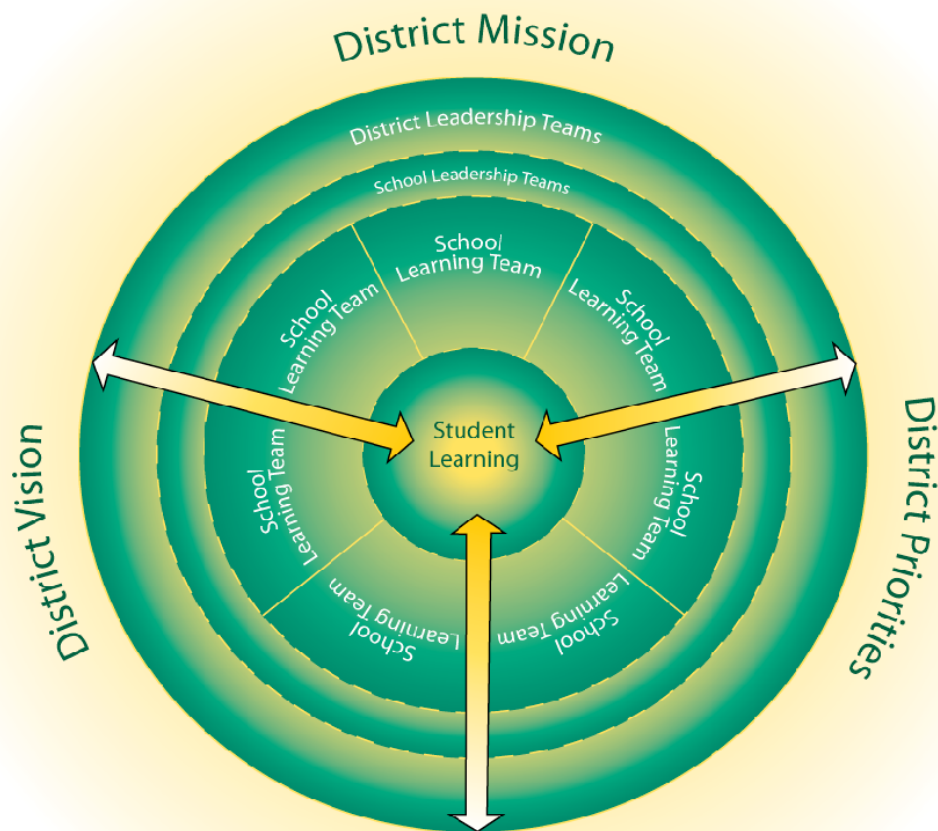 District Mission
District Leadership Teams
School Leadership Teams
School
Learning Team
School
Learning Team
School
Learning Team
District Vision
School
Learning Team
Student
Learning
School
Learning Team
District Priorities
School
Learning Team
School
Learning Team